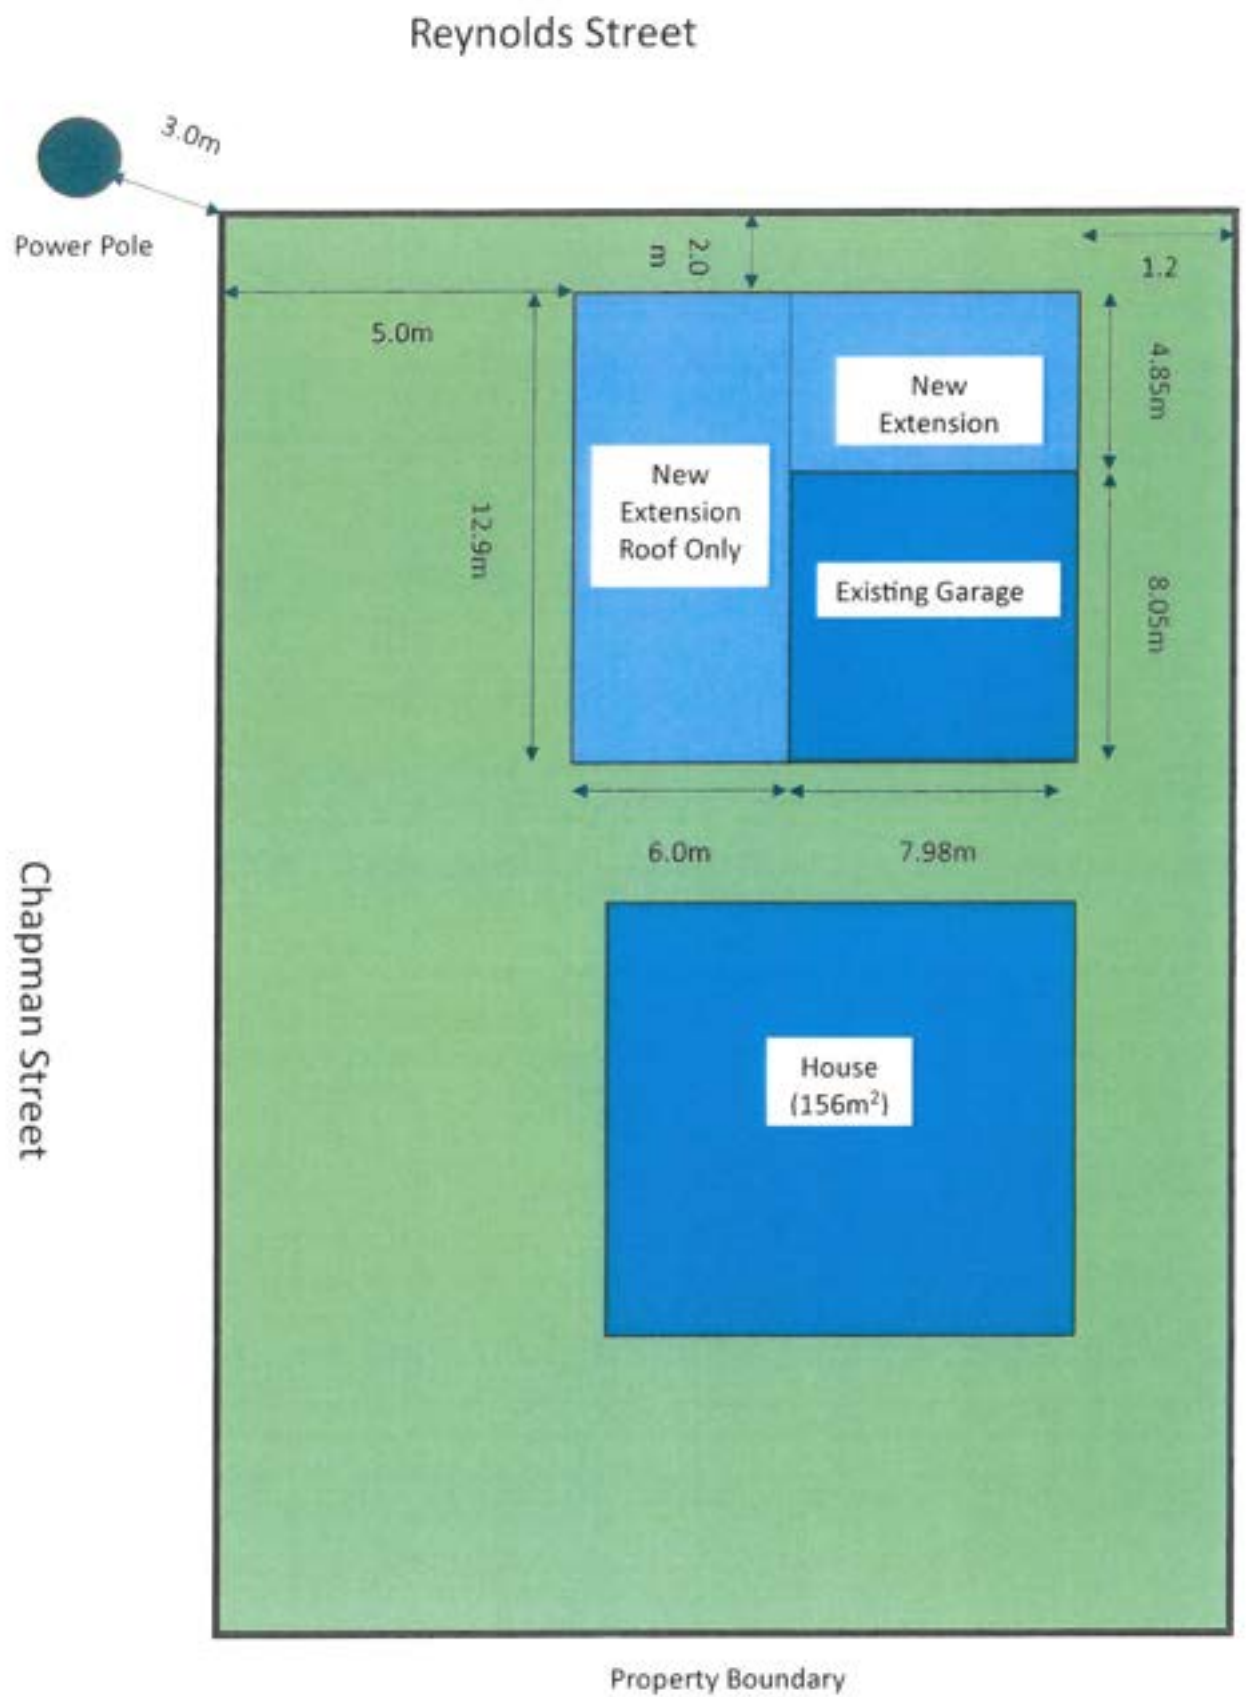 Reynolds Street
3.0m
Power Pole
2.0
m
1.2
5.0m
4.85m
New
Extension
New
Extension
Roof Only
12.9m
Existing Garage
8.05m
6.0m
7.98m
Chapman Street
House
(156m²)
Property Boundary